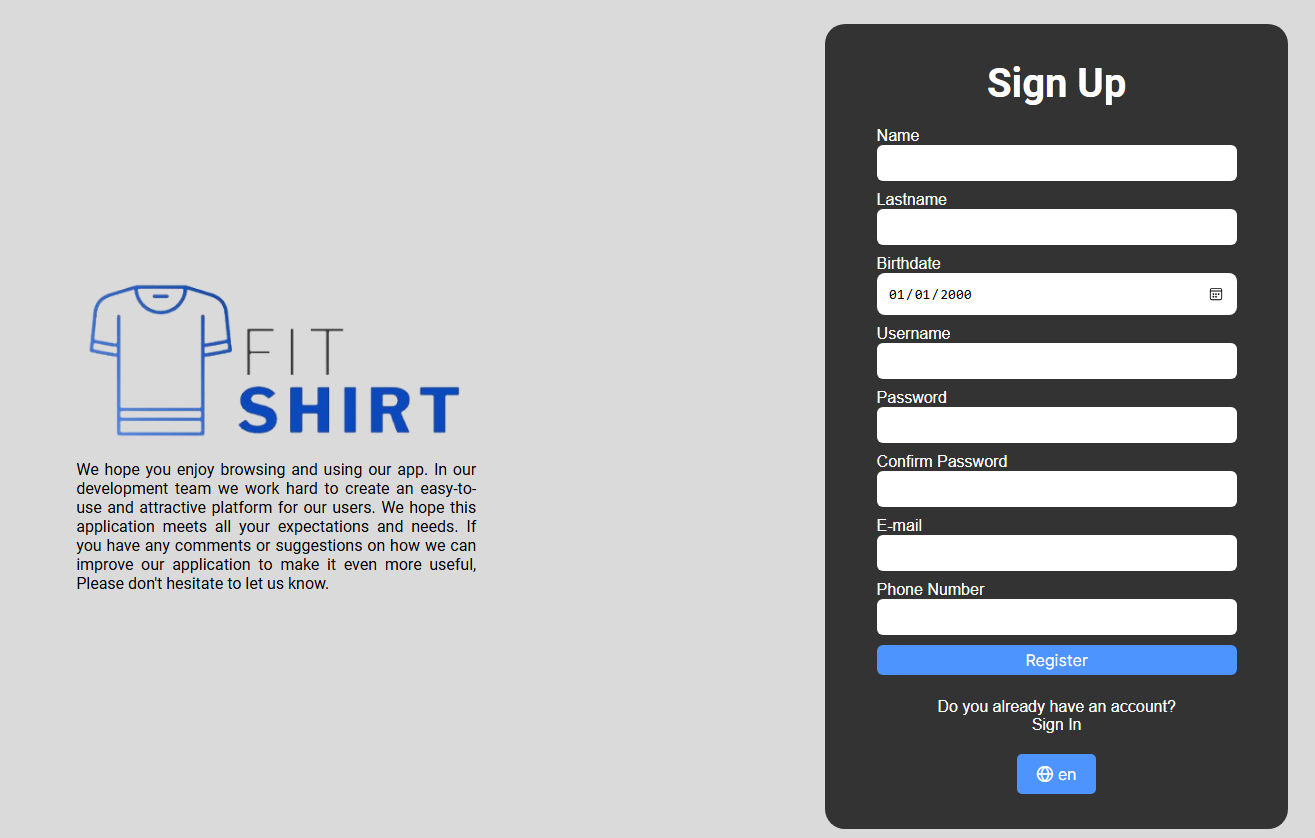 FIT
SHIRT
We hope you enjoy browsing and using our app. In our
development team we work hard to create an easy-to-
use and attractive platform for our users. We hope this
application meets all your expectations and needs. If
you have any comments or suggestions on how we can
improve our application to make it even more useful,
Please don't hesitate to let us know.
Sign Up
Name
Lastname
Birthdate
01/01/2000
Username
Password
Confirm Password
E-mail
Phone Number
Register
Do you already have an account?
Sign In
en